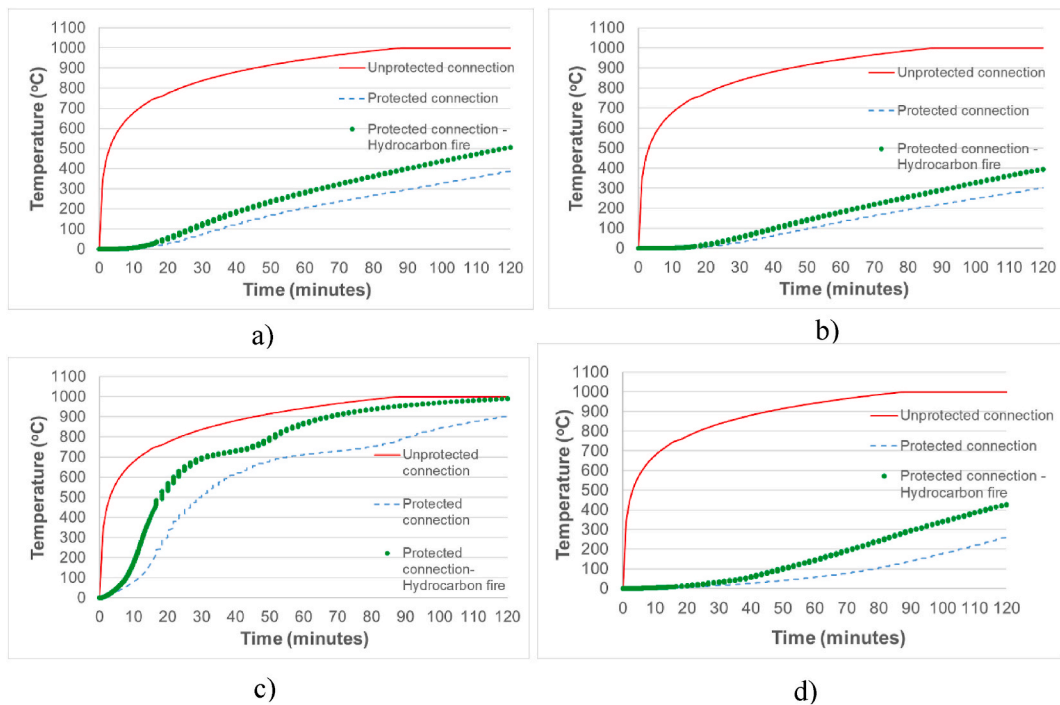 1100
1000
900
800
700
600
500
400
300
200
100
0
Temperature (ºC)
Unprotected connection
Protected connection
Protected connection -
Hydrocarbon fire
0 10 20 30 40 50 60 70 80 90 100 110 120
Time (minutes)
a)
1100
1000
900
800
700
600
500
400
300
200
100
0
Temperature (ºC)
Unprotected connection
Protected connection
Protected connection -
Hydrocarbon fire
0 10 20 30 40 50 60 70 80 90 100 110 120
Time (minutes)
b)
1100
1000
900
800
700
600
500
400
300
200
100
0
Temperature (ºC)
Unprotected
connection
Protected
connection
Protected
connection-
Hydrocarbon fire
0 10 20 30 40 50 60 70 80 90 100 110 120
Time (minutes)
c)
1100
1000
900
800
700
600
500
400
300
200
100
0
Temperature (ºC)
Unprotected connection
Protected connection
Protected connection -
Hydrocarbon fire
0 10 20 30 40 50 60 70 80 90 100 110 120
Time (minutes)
d)